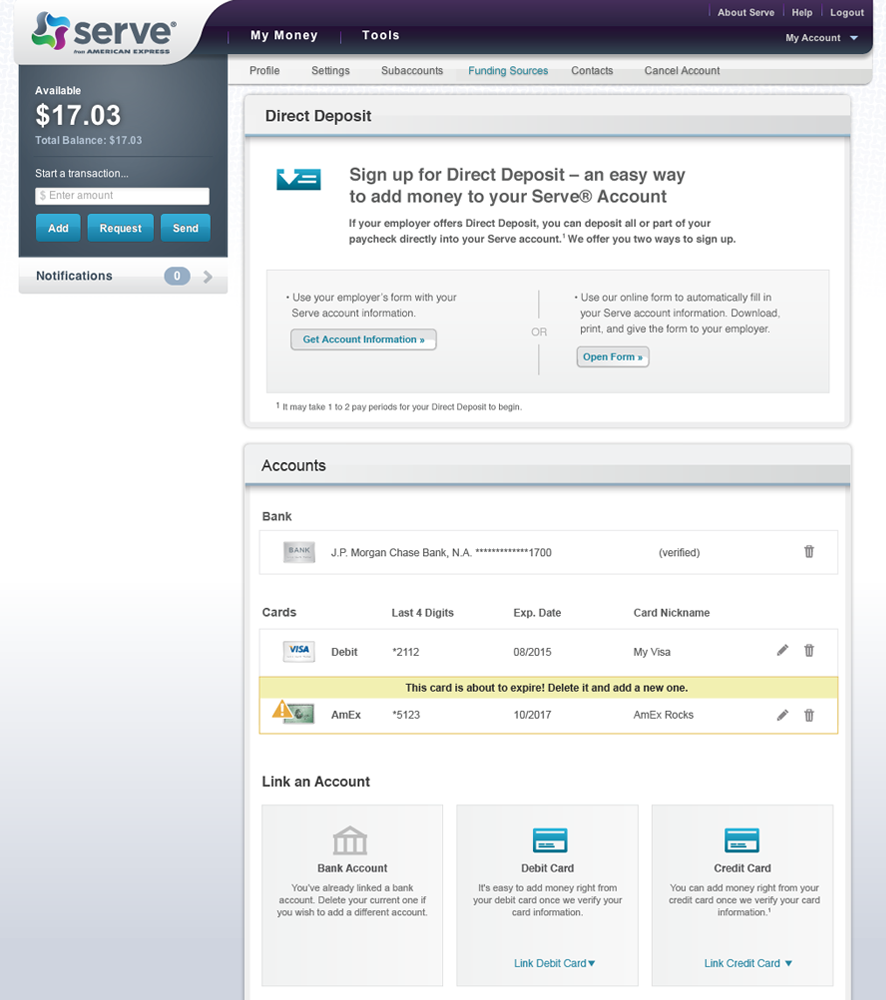 serve®
from AMERICAN EXPRESS
My Money
Tools
About Serve
Help
Logout
My Account
Profile
Settings
Subaccounts
Funding Sources
Contacts
Cancel Account
Available
$17.03
Total Balance: $17.03
Start a transaction...
$ Enter amount
Add
Request
Send
Notifications
0
Direct Deposit
Sign up for Direct Deposit – an easy way
to add money to your Serve® Account
If your employer offers Direct Deposit, you can deposit all or part of your
paycheck directly into your Serve account.¹ We offer you two ways to sign up.
• Use your employer's form with your
Serve account information.
Get Account Information »
OR
• Use our online form to automatically fill in
your Serve account information. Download,
print, and give the form to your employer.
Open Form »
¹ It may take 1 to 2 pay periods for your Direct Deposit to begin.
Accounts
Bank
BANK
J.P. Morgan Chase Bank, N.A. *************1700
(verified)
Cards
Last 4 Digits
Exp. Date
Card Nickname
VISA
Debit
*2112
08/2015
My Visa
This card is about to expire! Delete it and add a new one.
AmEx
*5123
10/2017
AmEx Rocks
Link an Account
Bank Account
You've already linked a bank
account. Delete your current one if
you wish to add a different account.
Debit Card
It's easy to add money right from
your debit card once we verify your
card information.
Link Debit Card
Credit Card
You can add money right from your
credit card once we verify your card
information.¹
Link Credit Card